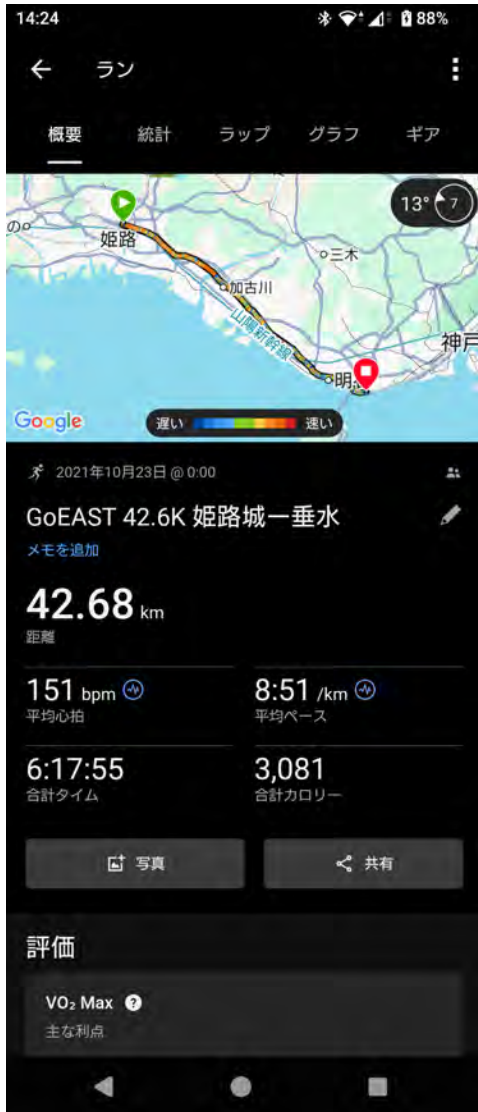 14:24 88%
ラン
概要 統計 ラップ グラフ ギア
13° 7
の
姫路
三木
加古川
山陽新幹線
神戸
明
Google
遅い 速い
2021年10月23日 @ 0:00
GoEAST 42.6K 姫路城ー垂水
メモを追加
42.68 km
距離
151 bpm 8:51 /km
平均心拍 平均ペース
6:17:55 3,081
合計タイム 合計カロリー
写真 共有
評価
VO₂ Max ?
主な利点